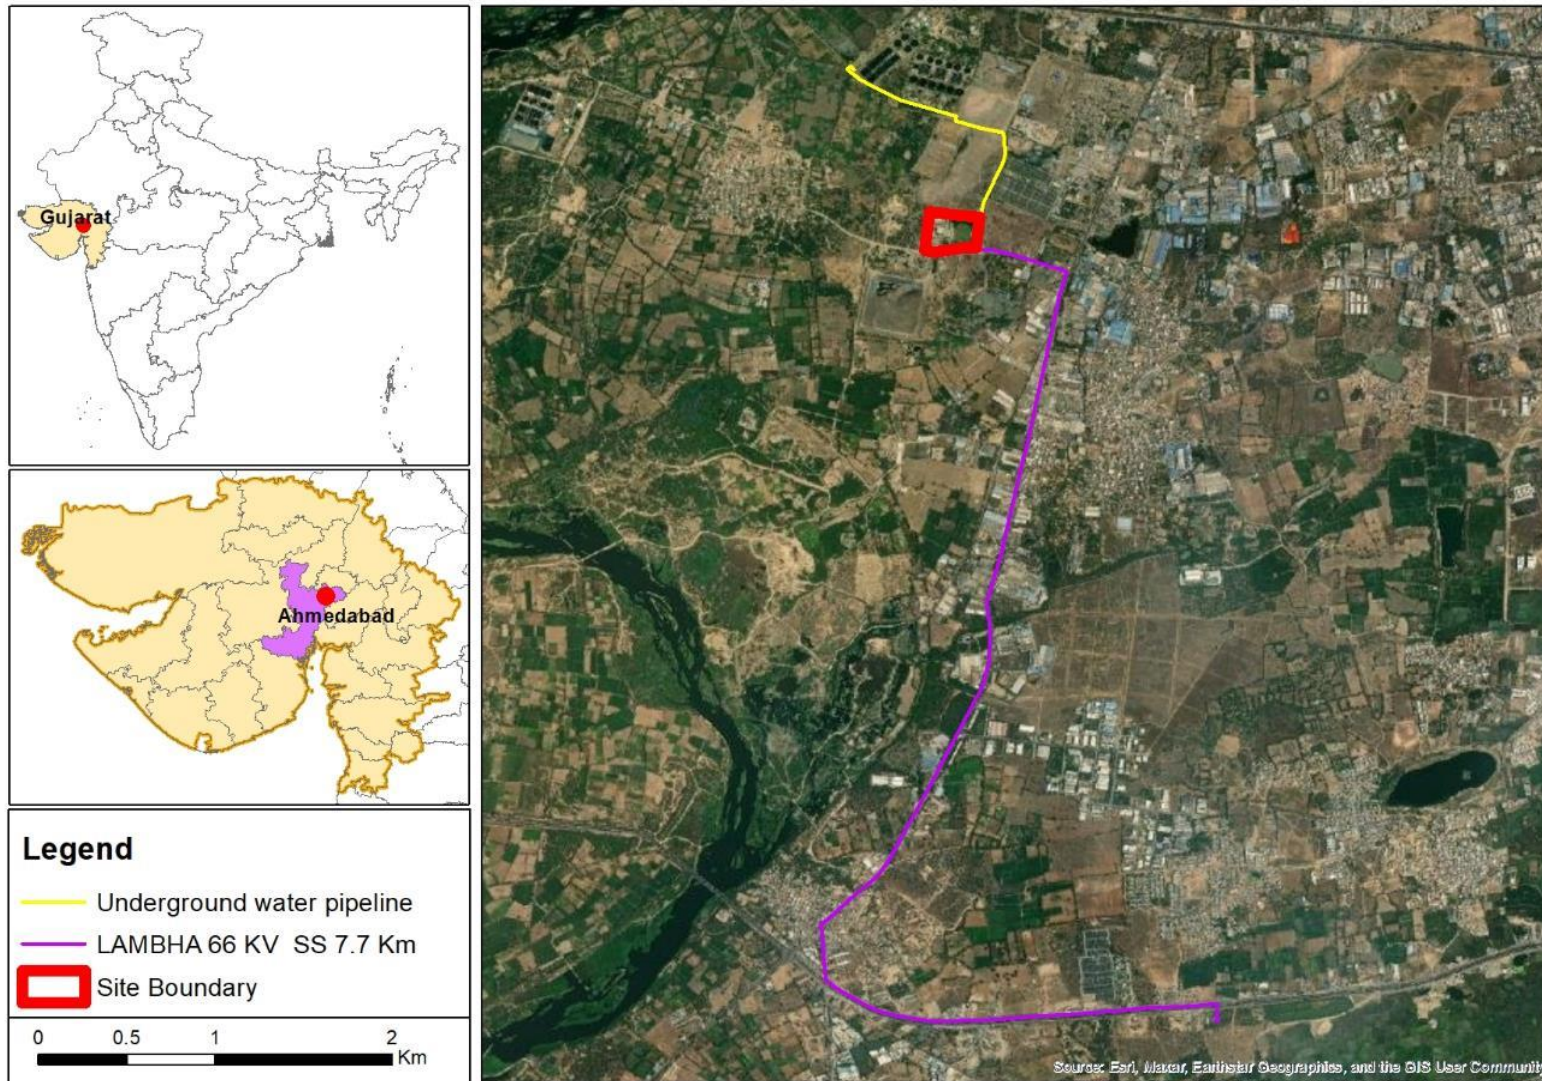 Gujarat
Ahmedabad
Legend
Underground water pipeline
LAMBHA 66 KV SS 7.7 Km
Site Boundary
0 0.5 1 2
Km
Source: Esri, Maxar, Earthstar Geographics, and the GIS User Community